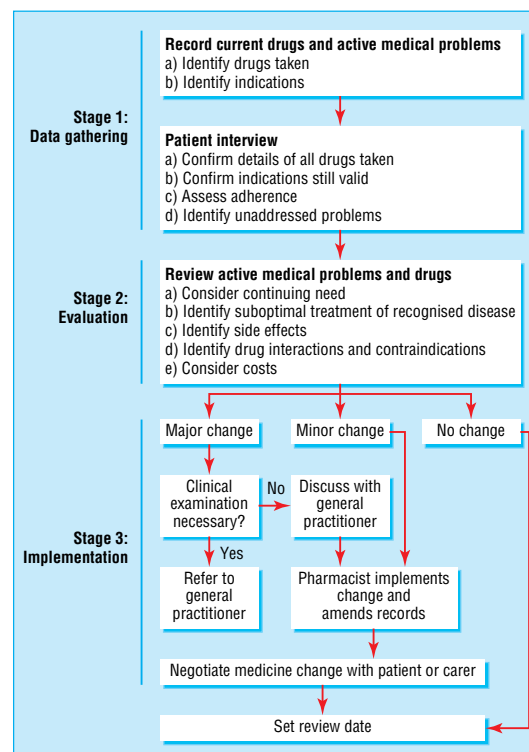 Record current drugs and active medical problems
a) Identify drugs taken
b) Identify indications
Stage 1:
Data gathering
Patient interview
a) Confirm details of all drugs taken
b) Confirm indications still valid
c) Assess adherence
d) Identify unaddressed problems
Stage 2:
Evaluation
Review active medical problems and drugs
a) Consider continuing need
b) Identify suboptimal treatment of recognised disease
c) Identify side effects
d) Identify drug interactions and contraindications
e) Consider costs
Stage 3:
Implementation
Major change
Minor change
No change
Clinical
examination
necessary?
No
Discuss with
general
practitioner
Yes
Refer to
general
practitioner
Pharmacist implements
change and
amends records
Negotiate medicine change with patient or carer
Set review date